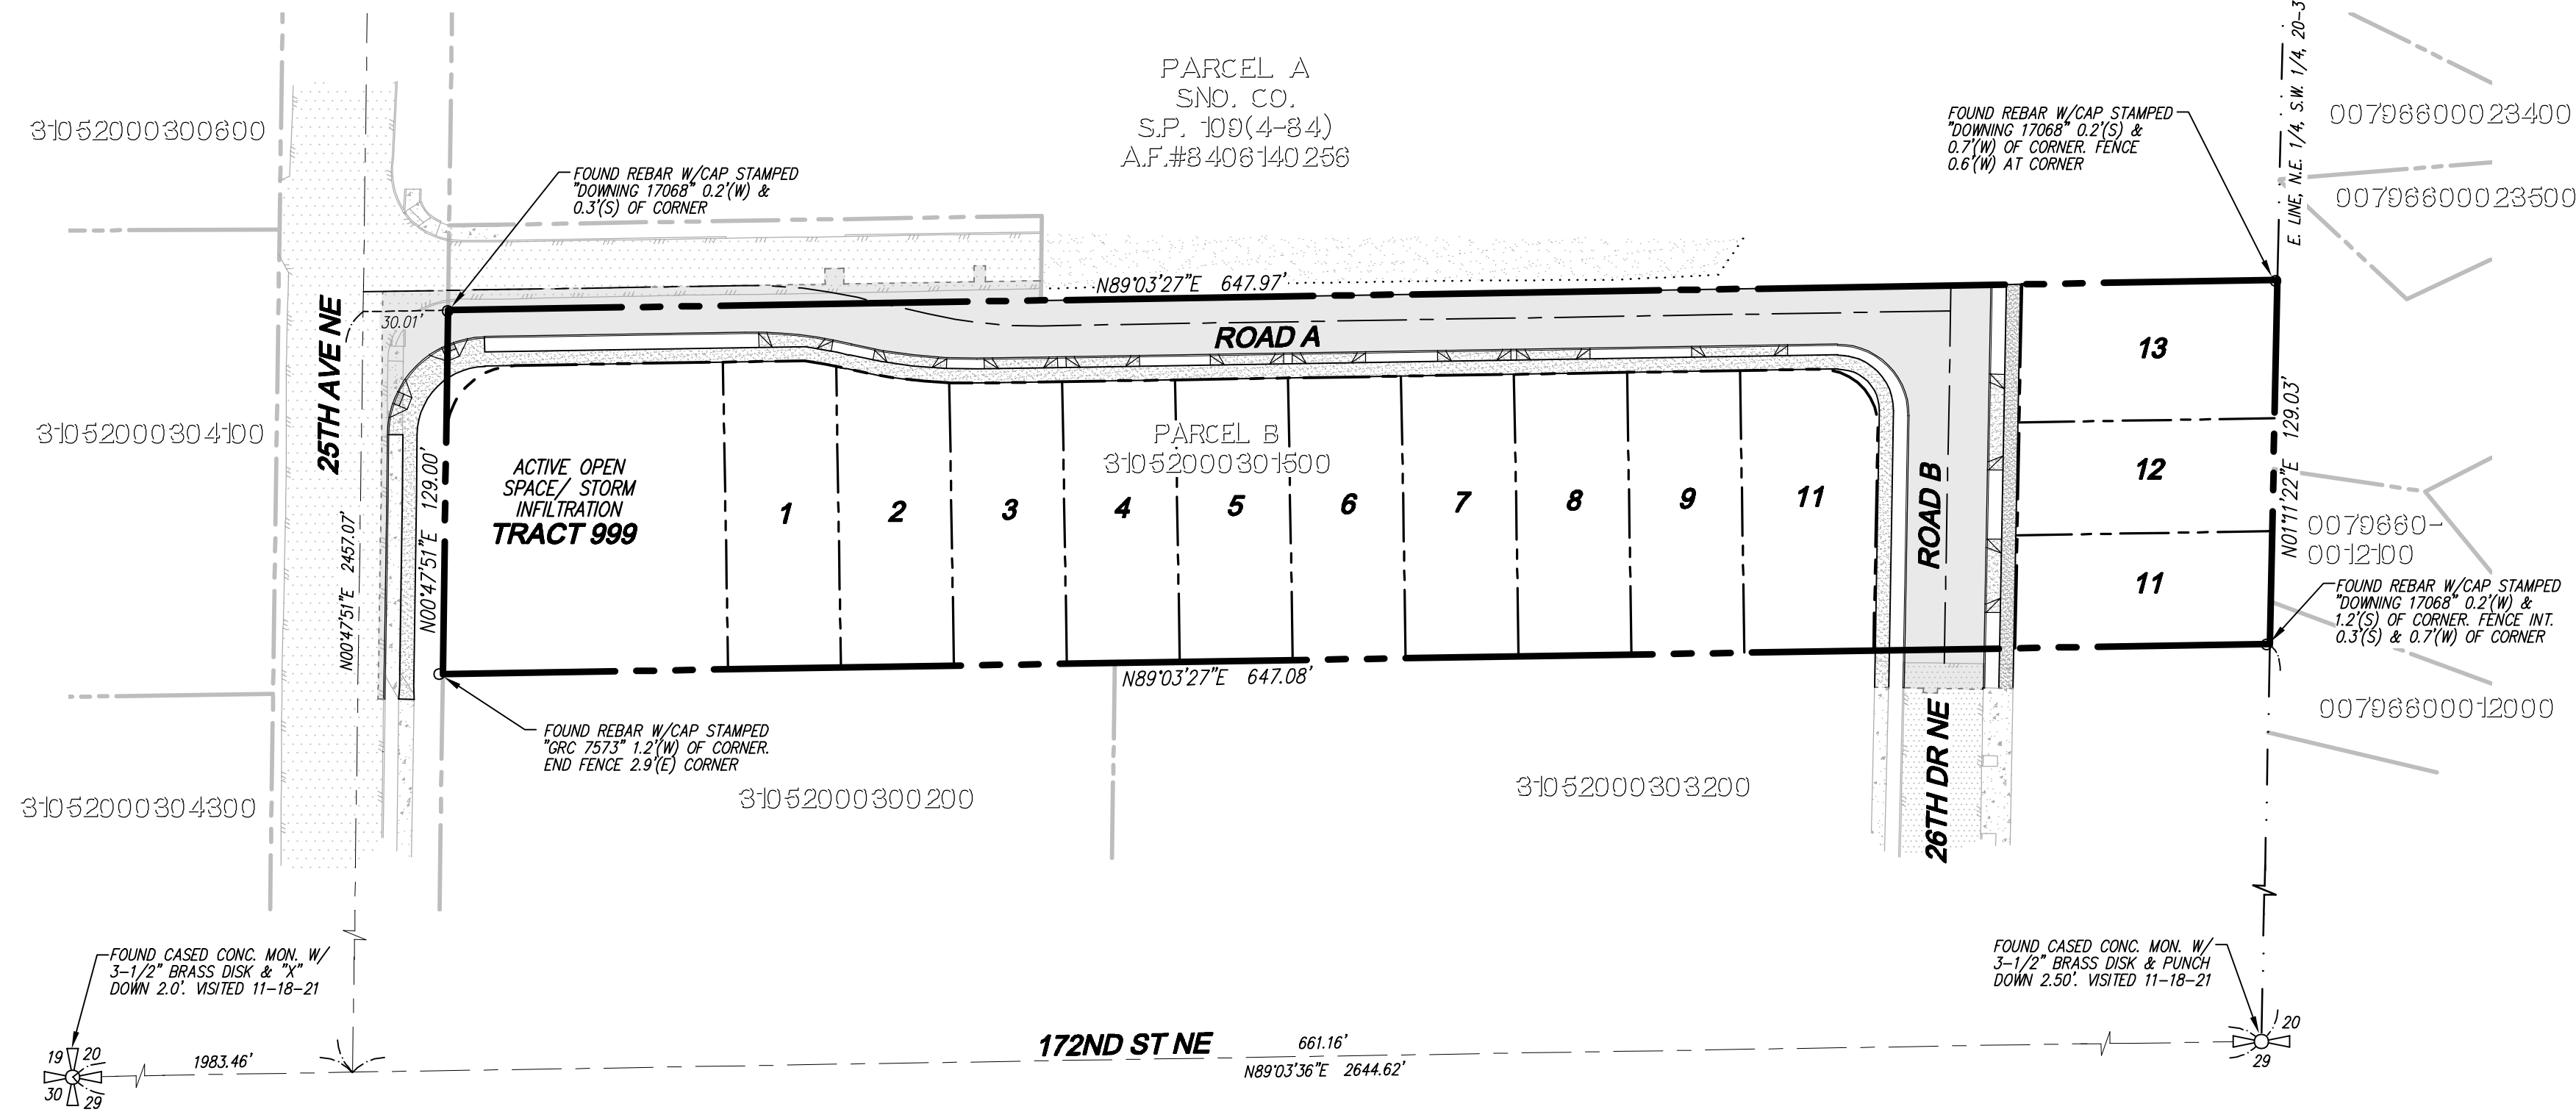 PARCEL A
SNO. CO.
S.P. 109(4-84)
A.F.#8406140256
31052000300600
31052000304100
31052000304300
FOUND REBAR W/CAP STAMPED
"DOWNING 17068" 0.2'(W) &
0.3'(S) OF CORNER
FOUND REBAR W/CAP STAMPED
"DOWNING 17068" 0.2'(S) &
0.7'(W) OF CORNER. FENCE
0.6'(W) AT CORNER
E. LINE, N.E. 1/4, S.W. 1/4, 20-3
00796600023400
00796600023500
N89°03'27"E 647.97'
30.01'
25TH AVE NE
ROAD A
ROAD B
N00°47'51"E 2457.07'
N00°47'51"E 129.00'
ACTIVE OPEN
SPACE/ STORM
INFILTRATION
TRACT 999
PARCEL B
31052000301500
1
2
3
4
5
6
7
8
9
11
13
12
11
N01°11'22"E 129.03'
0079660-
0012100
FOUND REBAR W/CAP STAMPED
"DOWNING 17068" 0.2'(W) &
1.2'(S) OF CORNER. FENCE INT.
0.3'(S) & 0.7'(W) OF CORNER
00796600012000
N89°03'27"E 647.08'
FOUND REBAR W/CAP STAMPED
"GRC 7573" 1.2'(W) OF CORNER.
END FENCE 2.9'(E) CORNER
31052000300200
31052000303200
26TH DR NE
FOUND CASED CONC. MON. W/
3-1/2" BRASS DISK & "X"
DOWN 2.0'. VISITED 11-18-21
FOUND CASED CONC. MON. W/
3-1/2" BRASS DISK & PUNCH
DOWN 2.50'. VISITED 11-18-21
19 20
30 29
1983.46'
172ND ST NE
661.16'
N89°03'36"E 2644.62'
20
29